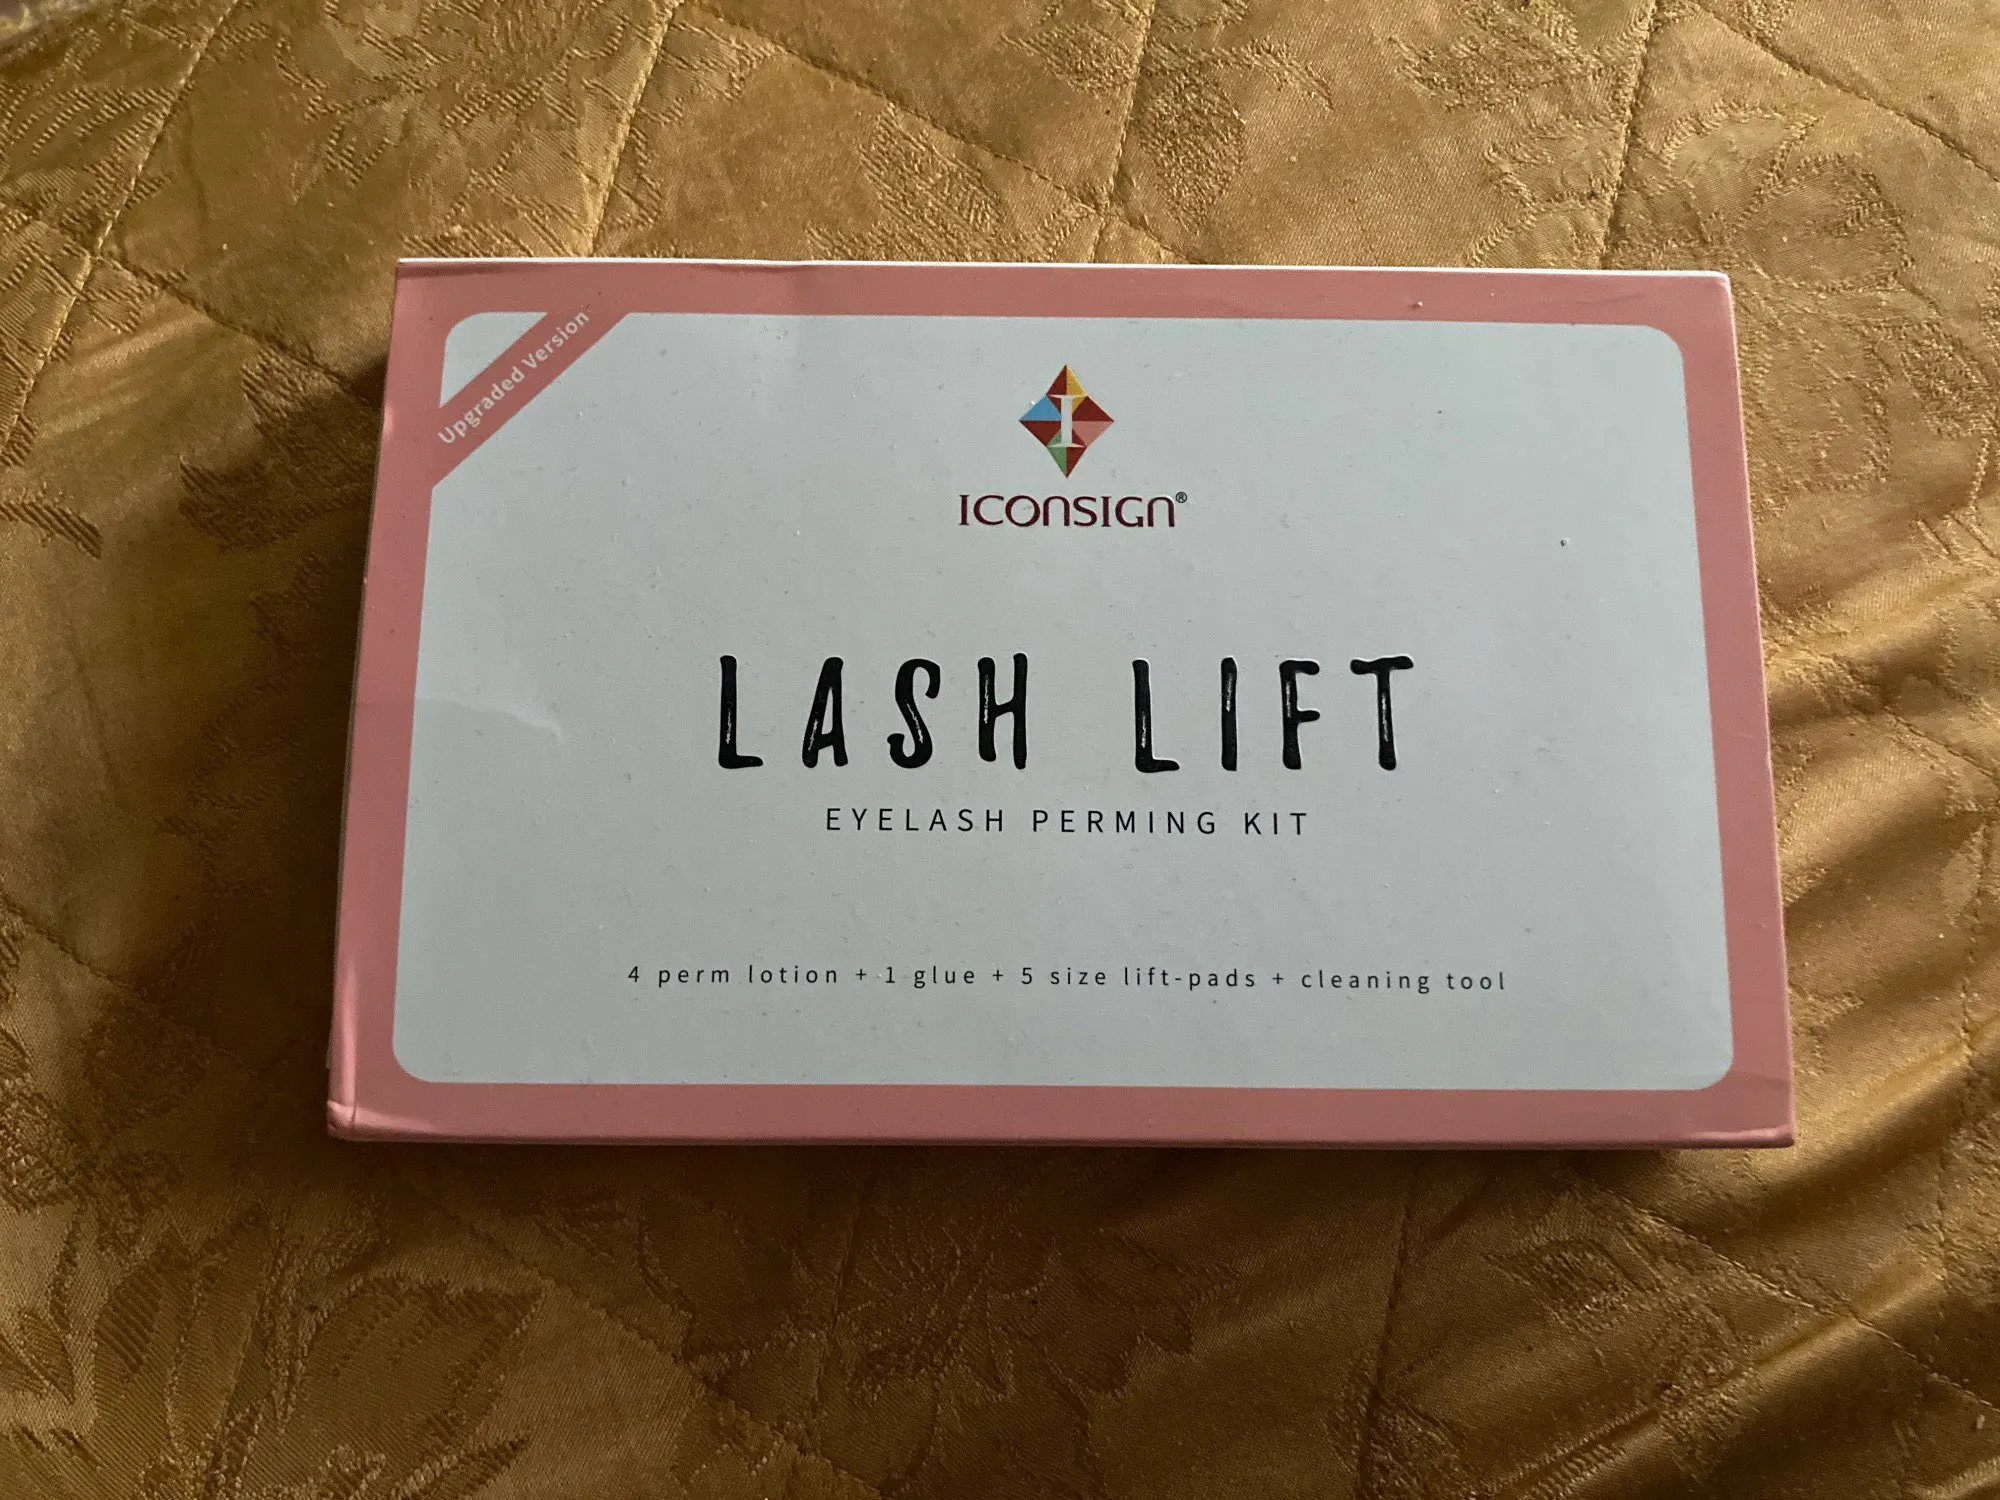 Upgraded Version
I
ICONSIGN®
LASH LIFT
EYELASH PERMING KIT
4 perm lotion + 1 glue + 5 size lift-pads + cleaning tool